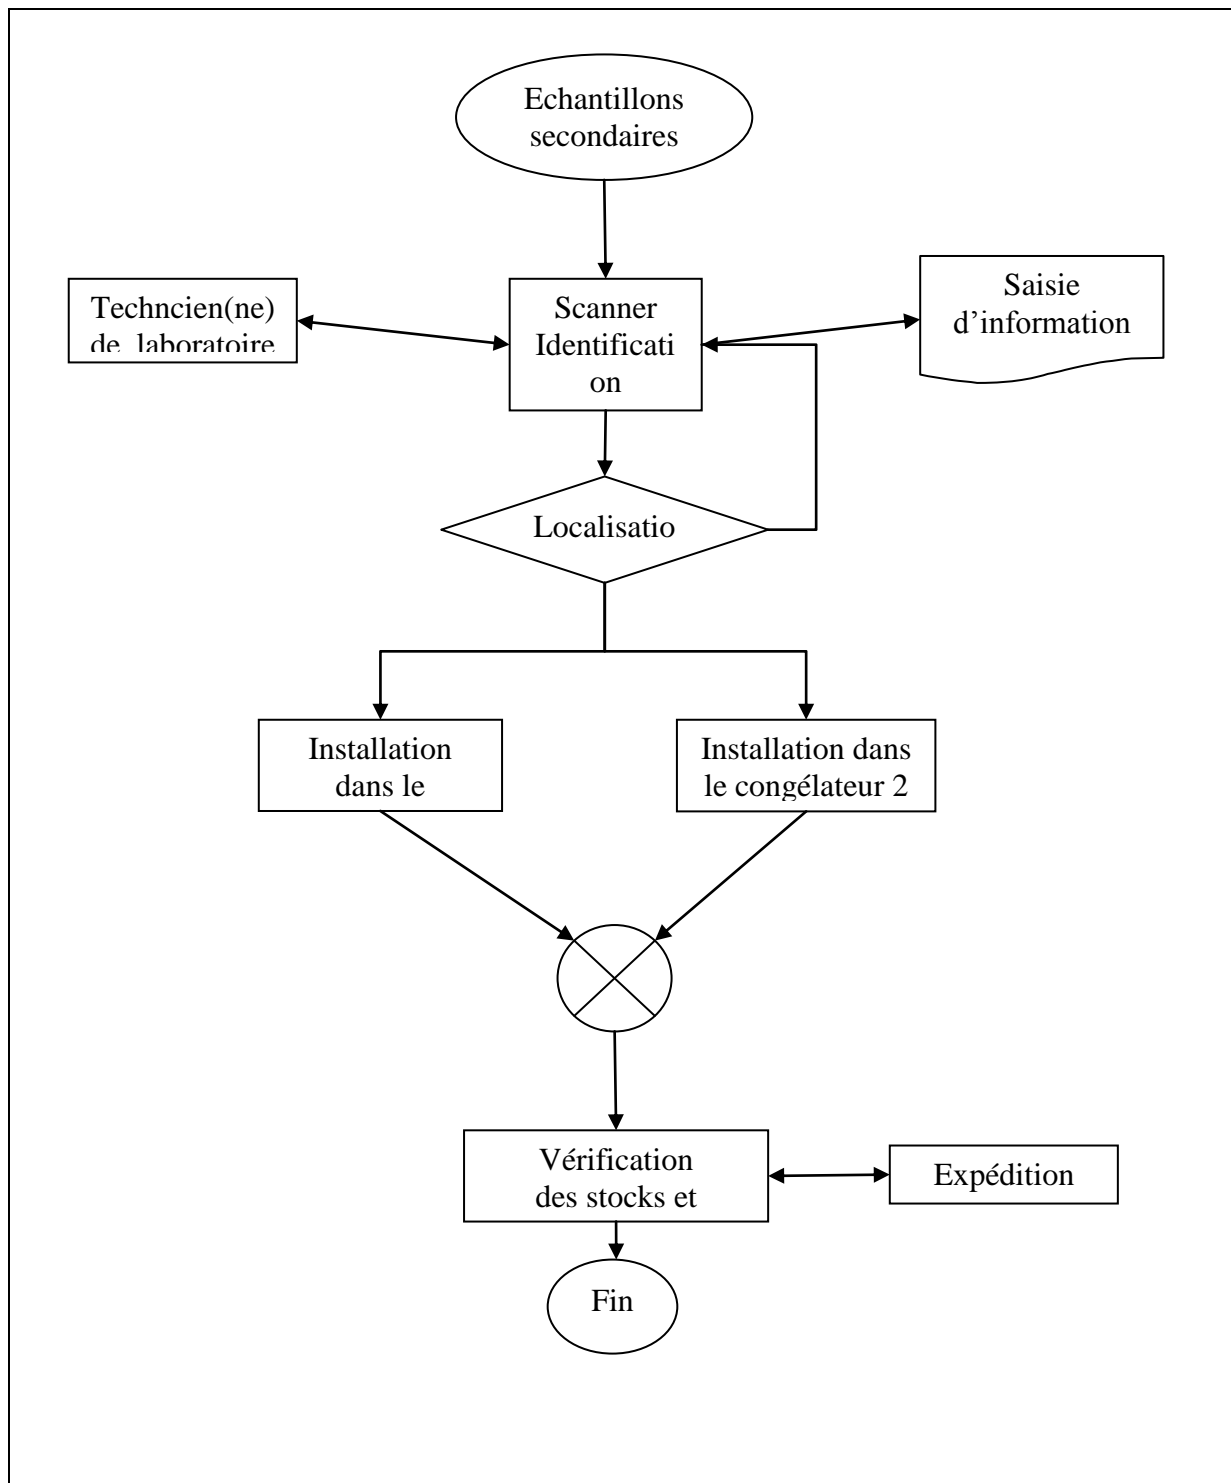 Echantillons
secondaires
Techncien(ne)
de laboratoire
Scanner
Identificati
on
Saisie
d’information
Localisatio
Installation
dans le
Installation dans
le congélateur 2
Vérification
des stocks et
Expédition
Fin